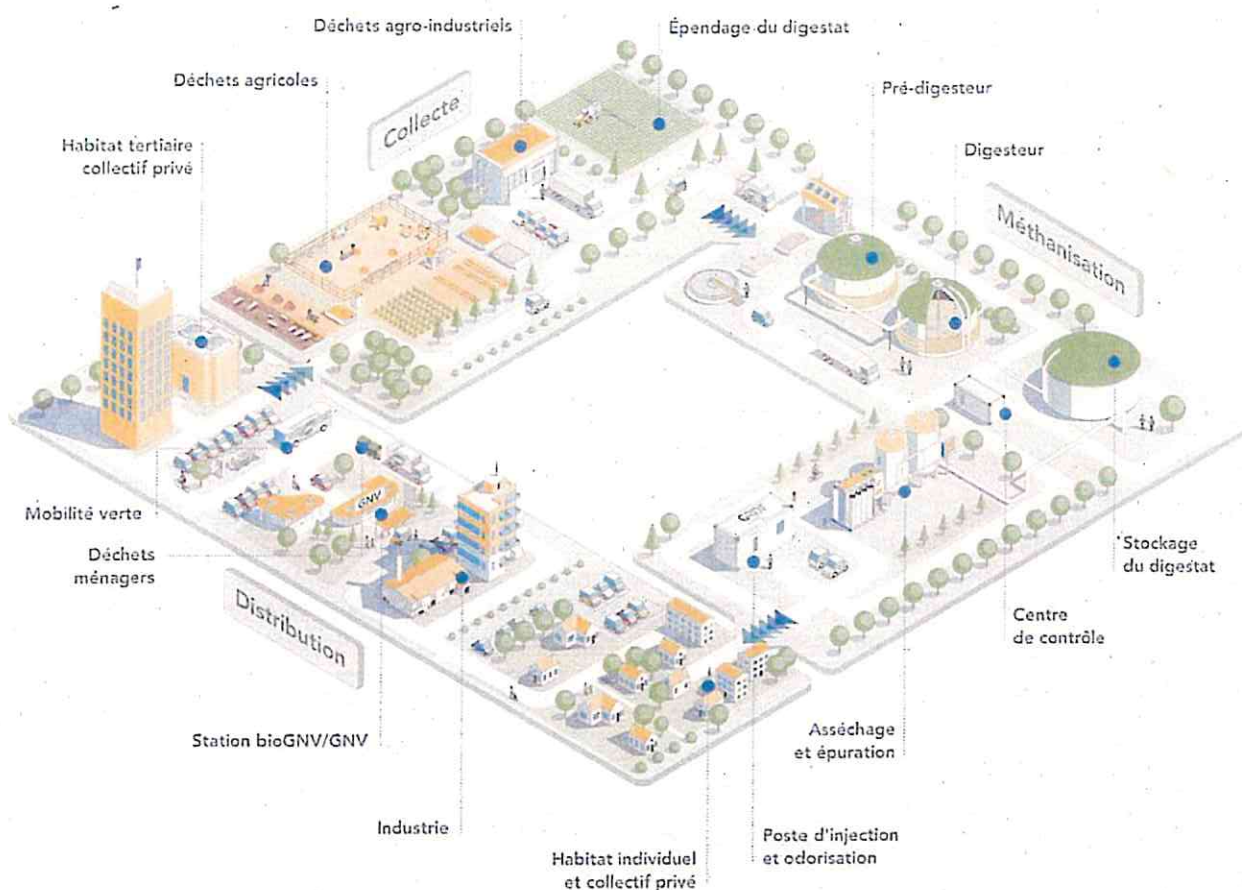 Déchets agro-industriels
Épendage du digestat
Déchets agricoles
Pré-digesteur
Collecte
Habitat tertiaire
collectif privé
Digesteur
Méthanisation
GNV
Mobilité verte
Déchets
ménagers
Stockage
du digestat
Distribution
Centre
de contrôle
Station bioGNV/GNV
Asséchage
et épuration
Industrie
Poste d'injection
et odorisation
Habitat individuel
et collectif privé